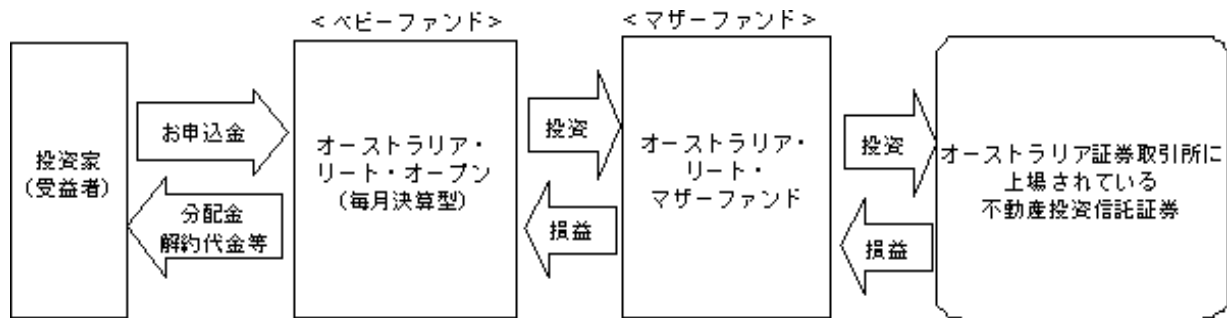 <ベビーファンド>
<マザーファンド>
投資家
(受益者)
お申込金
分配金
解約代金等
オーストラリア・
リート・オープン
(毎月決算型)
投資
損益
オーストラリア・
リート・
マザーファンド
投資
損益
オーストラリア証券取引所に
上場されている
不動産投資信託証券